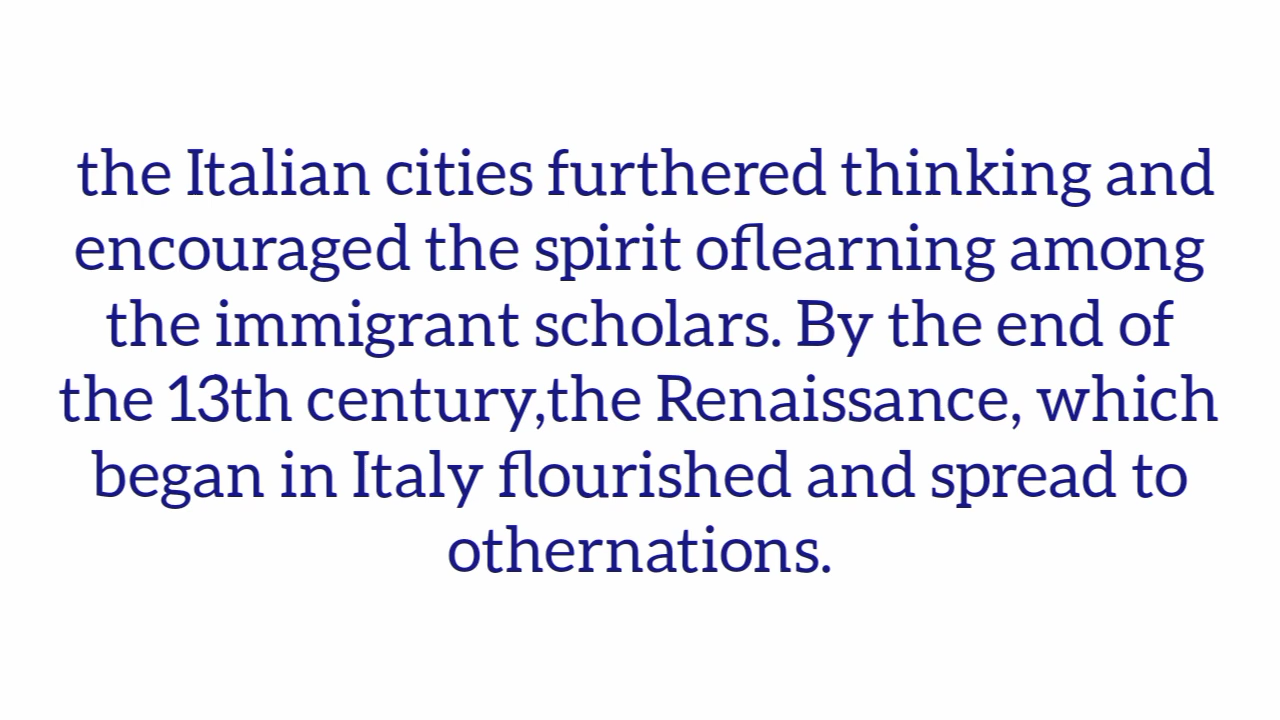 the Italian cities furthered thinking and
encouraged the spirit oflearning among
the immigrant scholars. By the end of
the 13th century,the Renaissance, which
began in Italy flourished and spread to
othernations.